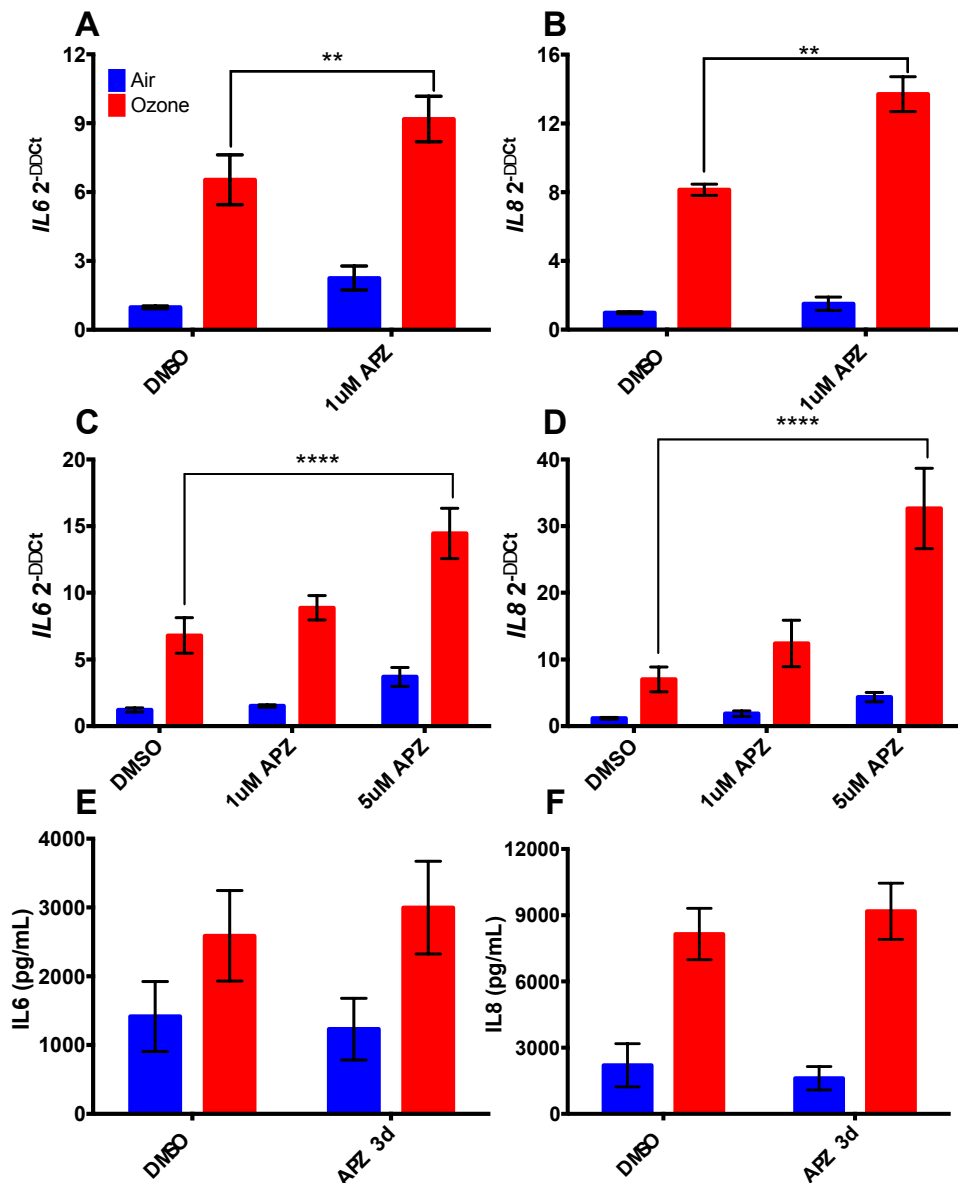 A
Air
Ozone
**
12
9
6
3
0
IL6 2-DDCt
DMSO
1uM APZ
B
**
16
12
8
4
0
IL8 2-DDCt
DMSO
1uM APZ
C
****
20
15
10
5
0
IL6 2-DDCt
DMSO
1uM APZ
5uM APZ
D
****
40
30
20
10
0
IL8 2-DDCt
DMSO
1uM APZ
5uM APZ
E
4000
3000
2000
1000
0
IL6 (pg/mL)
DMSO
APZ 3d
F
12000
9000
6000
3000
0
IL8 (pg/mL)
DMSO
APZ 3d